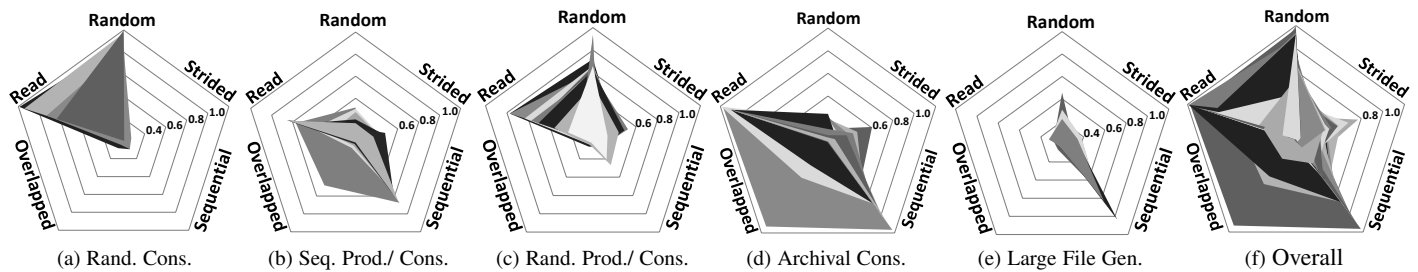 Random
Strided
Read
Overlapped
Sequential
0.4 0.6 0.8 1.0
(a) Rand. Cons.
Random
Strided
Read
0.6 0.8 1.0
Overlapped
Sequential
(b) Seq. Prod./ Cons.
Random
Strided
Read
0.6 0.8 1.0
Overlapped
Sequential
(c) Rand. Prod./ Cons.
Random
Strided
Read
0.6 0.8 1.0
Overlapped
Sequential
(d) Archival Cons.
Random
Strided
Read
0.4 0.6 0.8 1.0
Overlapped
Sequential
(e) Large File Gen.
Random
Strided
Read
0.8 1.0
Overlapped
Sequential
(f) Overall